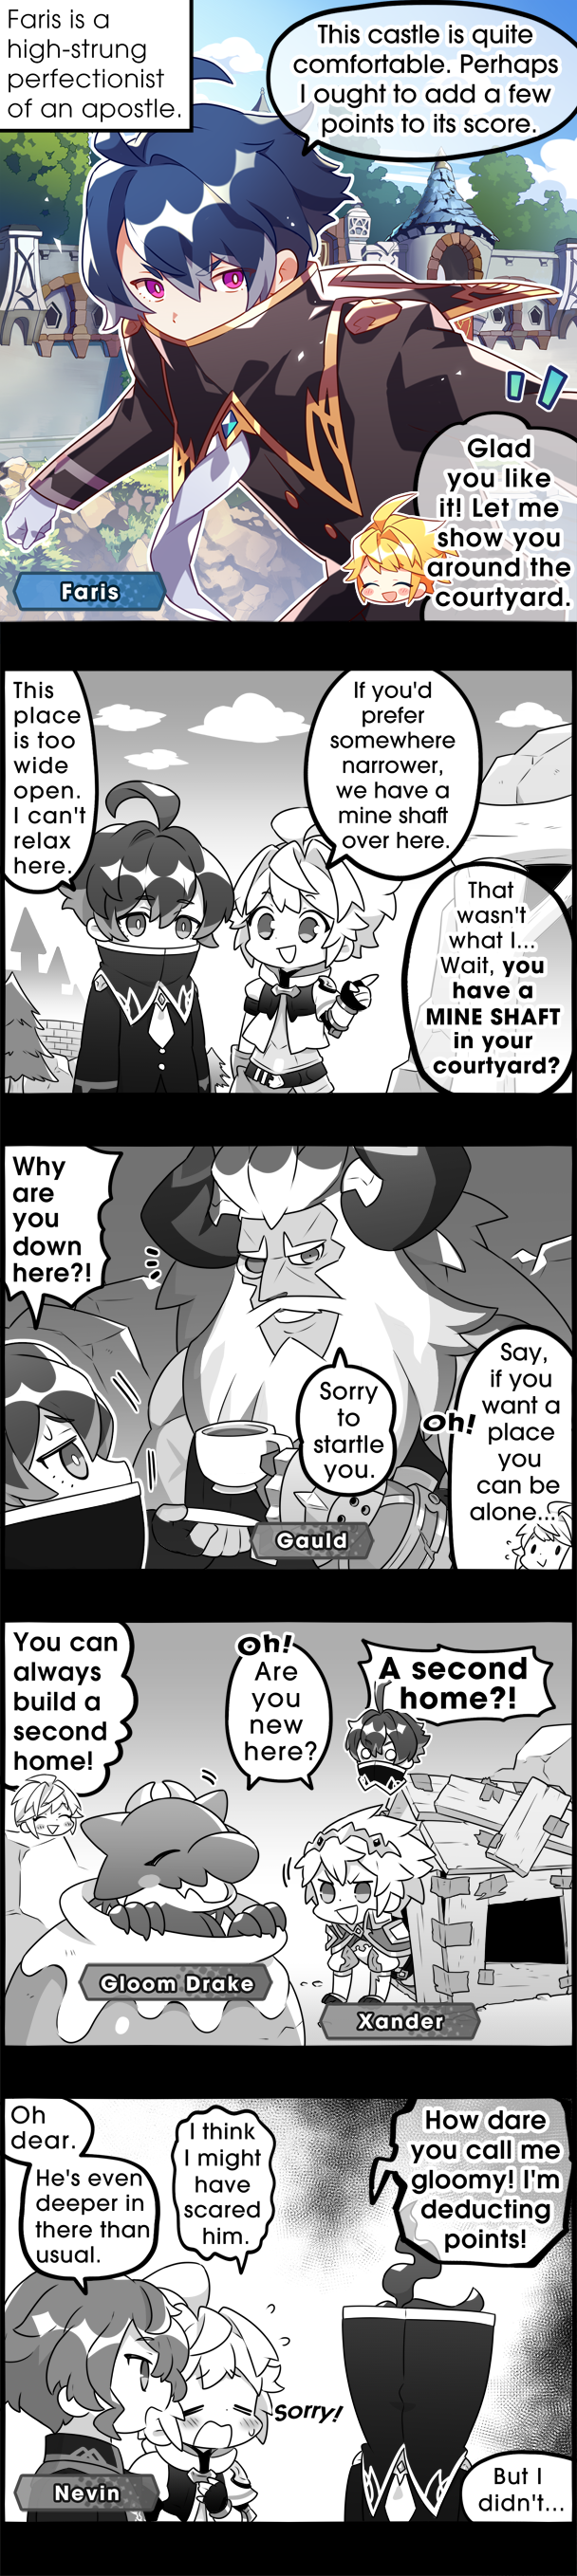 Faris is a
high-strung
perfectionist
of an apostle.
This castle is quite
comfortable. Perhaps
I ought to add a few
points to its score.
Glad
you like
it! Let me
show you
around the
courtyard.
Faris
This
place
is too
wide
open.
I can't
relax
here.
If you'd
prefer
somewhere
narrower,
we have a
mine shaft
over here.
That
wasn't
what I...
Wait, you
have a
MINE SHAFT
in your
courtyard?
Why
are
you
down
here?!
Sorry
to
startle
you.
Oh!
Say,
if you
want a
place
you
can be
alone...
Gauld
You can
always
build a
second
home!
Oh!
Are
you
new
here?
A second
home?!
Gloom Drake
Xander
Oh
dear.
He's even
deeper in
there than
usual.
I think
I might
have
scared
him.
How dare
you call me
gloomy! I'm
deducting
points!
Sorry!
Nevin
But I
didn't...